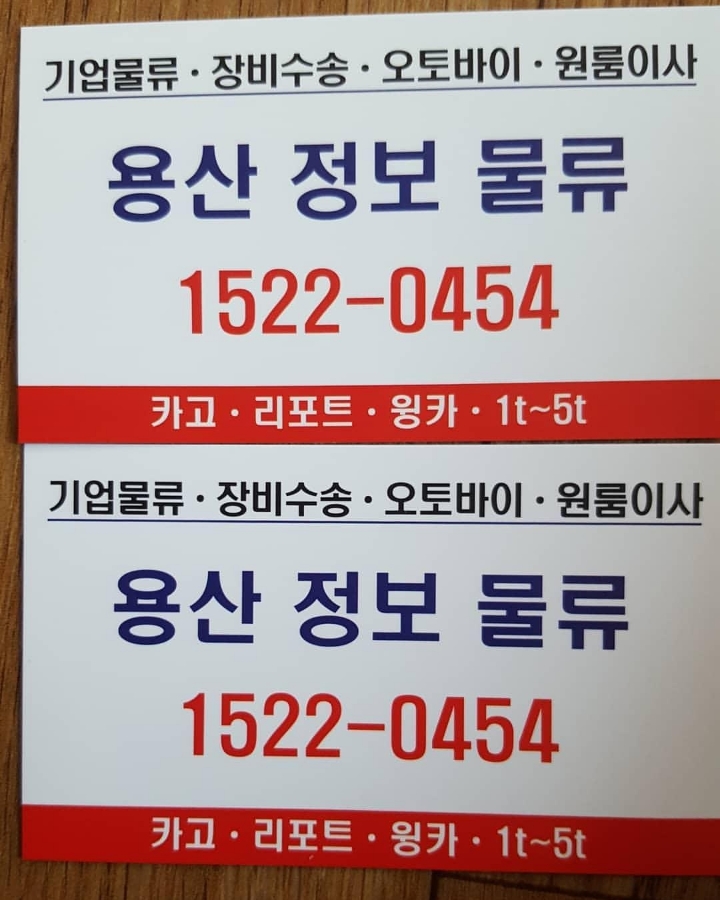 기업물류 · 장비수송 · 오토바이 · 원룸이사
용산 정보 물류
1522-0454
카고 · 리포트 · 윙카 · 1t~5t
기업물류 · 장비수송 · 오토바이 · 원룸이사
용산 정보 물류
1522-0454
카고 · 리포트 · 윙카 · 1t~5t